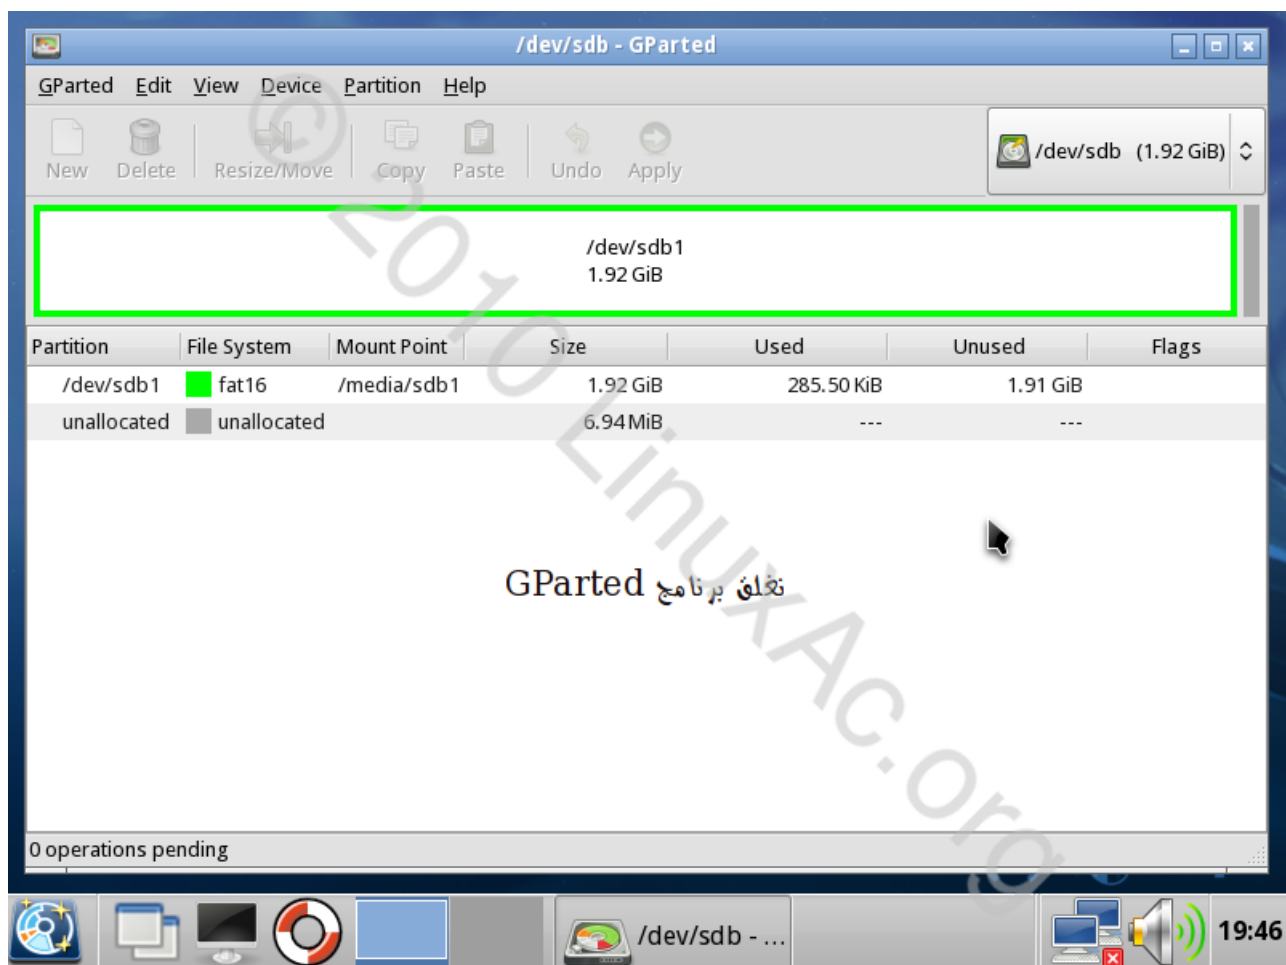 /dev/sdb - GParted
GParted Edit View Device Partition Help
New Delete Resize/Move Copy Paste Undo Apply
/dev/sdb (1.92 GiB)
/dev/sdb1
1.92 GiB
Partition File System Mount Point Size Used Unused Flags
/dev/sdb1 fat16 /media/sdb1 1.92 GiB 285.50 KiB 1.91 GiB
unallocated unallocated 6.94 MiB --- ---
نغلق برنامج GParted
0 operations pending
/dev/sdb - ...
19:46
© 2010 LinuxAc.org